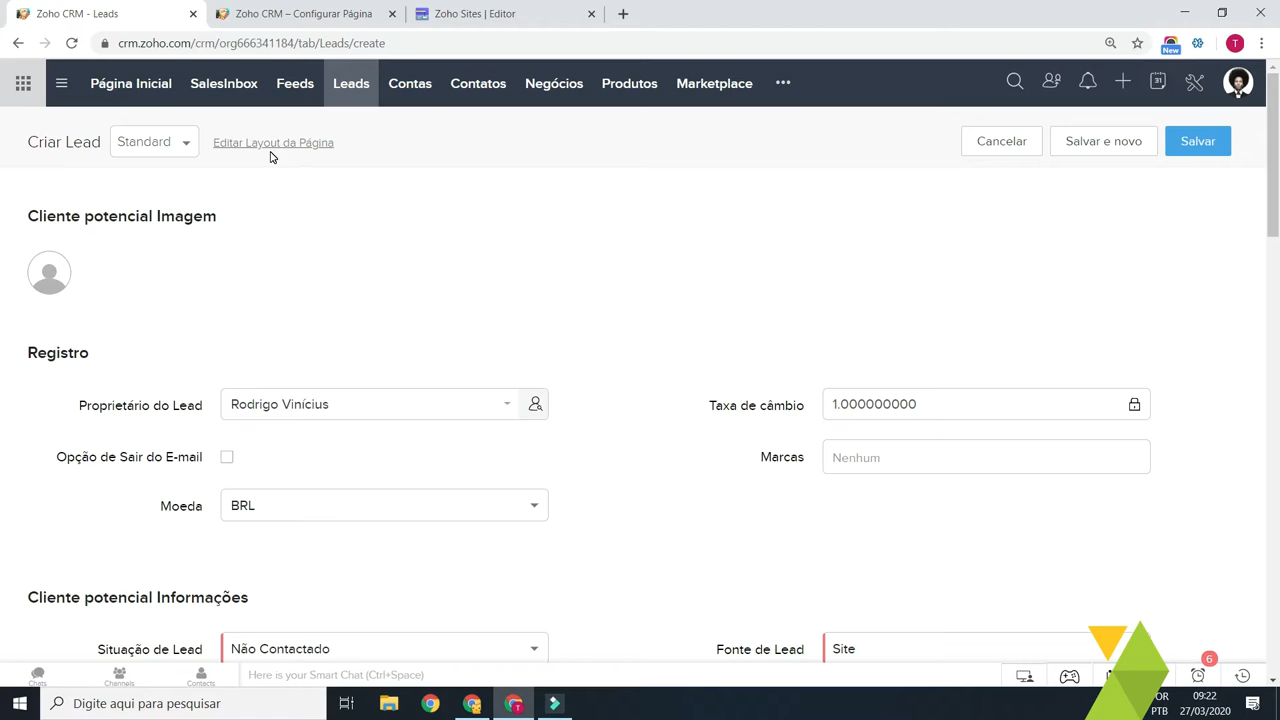 Zoho CRM - Leads
Zoho CRM – Configurar Página
Zoho Sites | Editor
crm.zoho.com/crm/org666341184/tab/Leads/create
New
T
Página Inicial
SalesInbox
Feeds
Leads
Contas
Contatos
Negócios
Produtos
Marketplace
31
Criar Lead
Standard
Editar Layout da Página
Cancelar
Salvar e novo
Salvar
Cliente potencial Imagem
Registro
Proprietário do Lead
Rodrigo Vinícius
Taxa de câmbio
1.000000000
Opção de Sair do E-mail
Marcas
Nenhum
Moeda
BRL
Cliente potencial Informações
Situação de Lead
Não Contactado
Fonte de Lead
Site
Chats
Channels
Contacts
Here is your Smart Chat (Ctrl+Space)
6
Digite aqui para pesquisar
T
09:22
PTB
27/03/2020